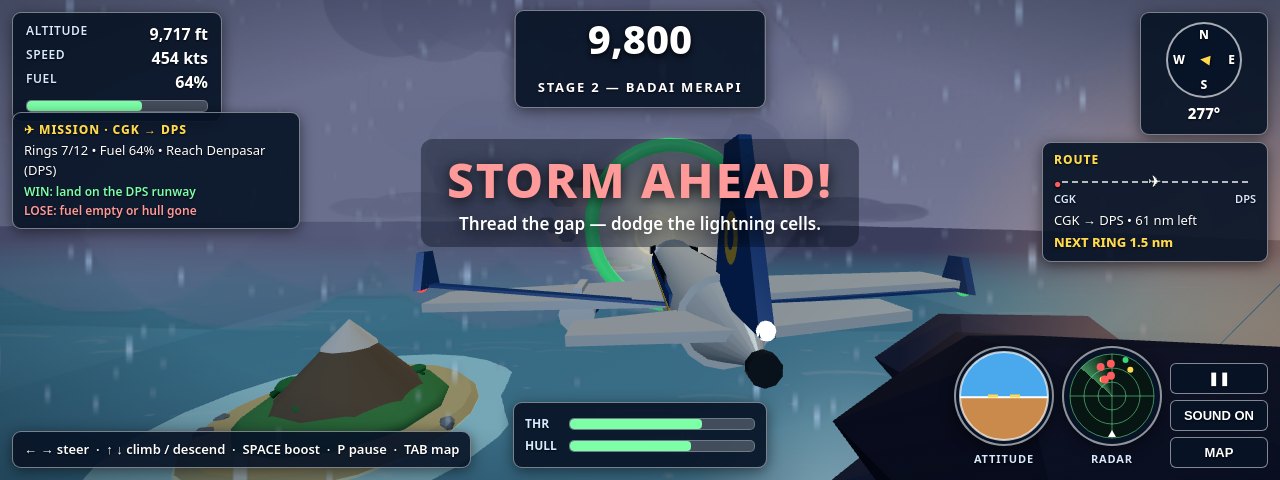 ALTITUDE 9,717 ft
SPEED 454 kts
FUEL 64%
✈ MISSION · CGK → DPS
Rings 7/12 • Fuel 64% • Reach Denpasar
(DPS)
WIN: land on the DPS runway
LOSE: fuel empty or hull gone
9,800
STAGE 2 — BADAI MERAPI
STORM AHEAD!
Thread the gap — dodge the lightning cells.
N
W E
S
277°
ROUTE
CGK DPS
CGK → DPS • 61 nm left
NEXT RING 1.5 nm
← → steer · ↑ ↓ climb / descend · SPACE boost · P pause · TAB map
THR
HULL
ATTITUDE
RADAR
SOUND ON
MAP